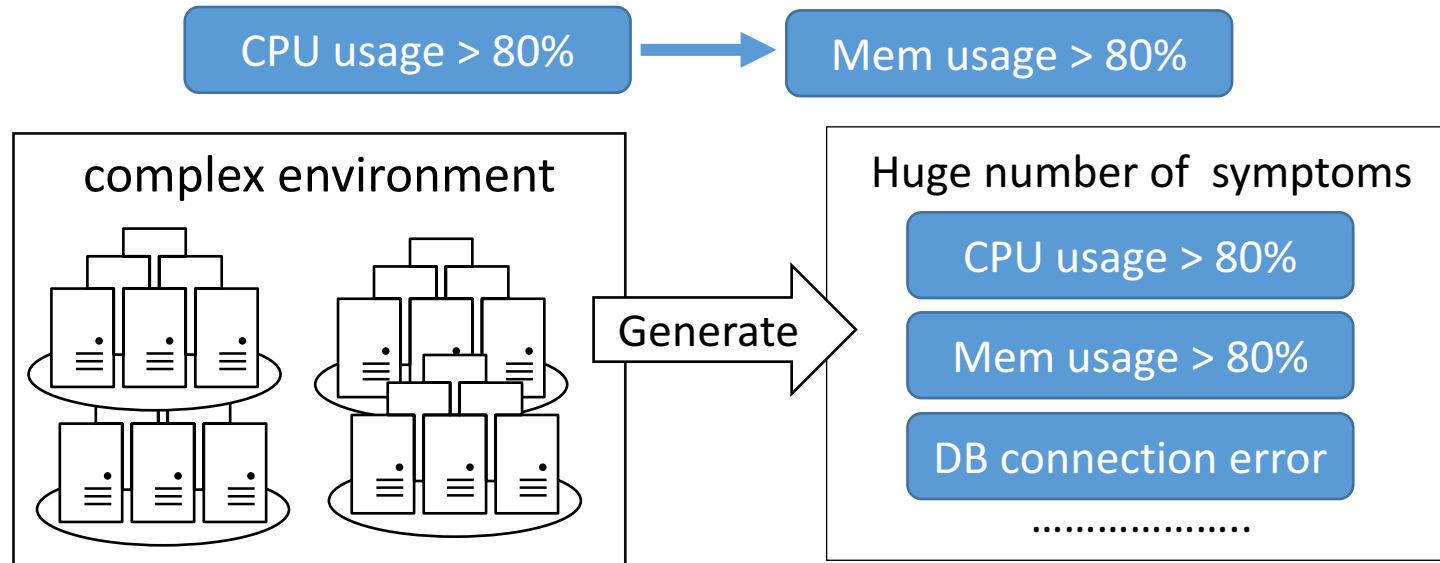 CPU usage > 80%
Mem usage > 80%
complex environment
Generate
Huge number of symptoms
CPU usage > 80%
Mem usage > 80%
DB connection error
………………..